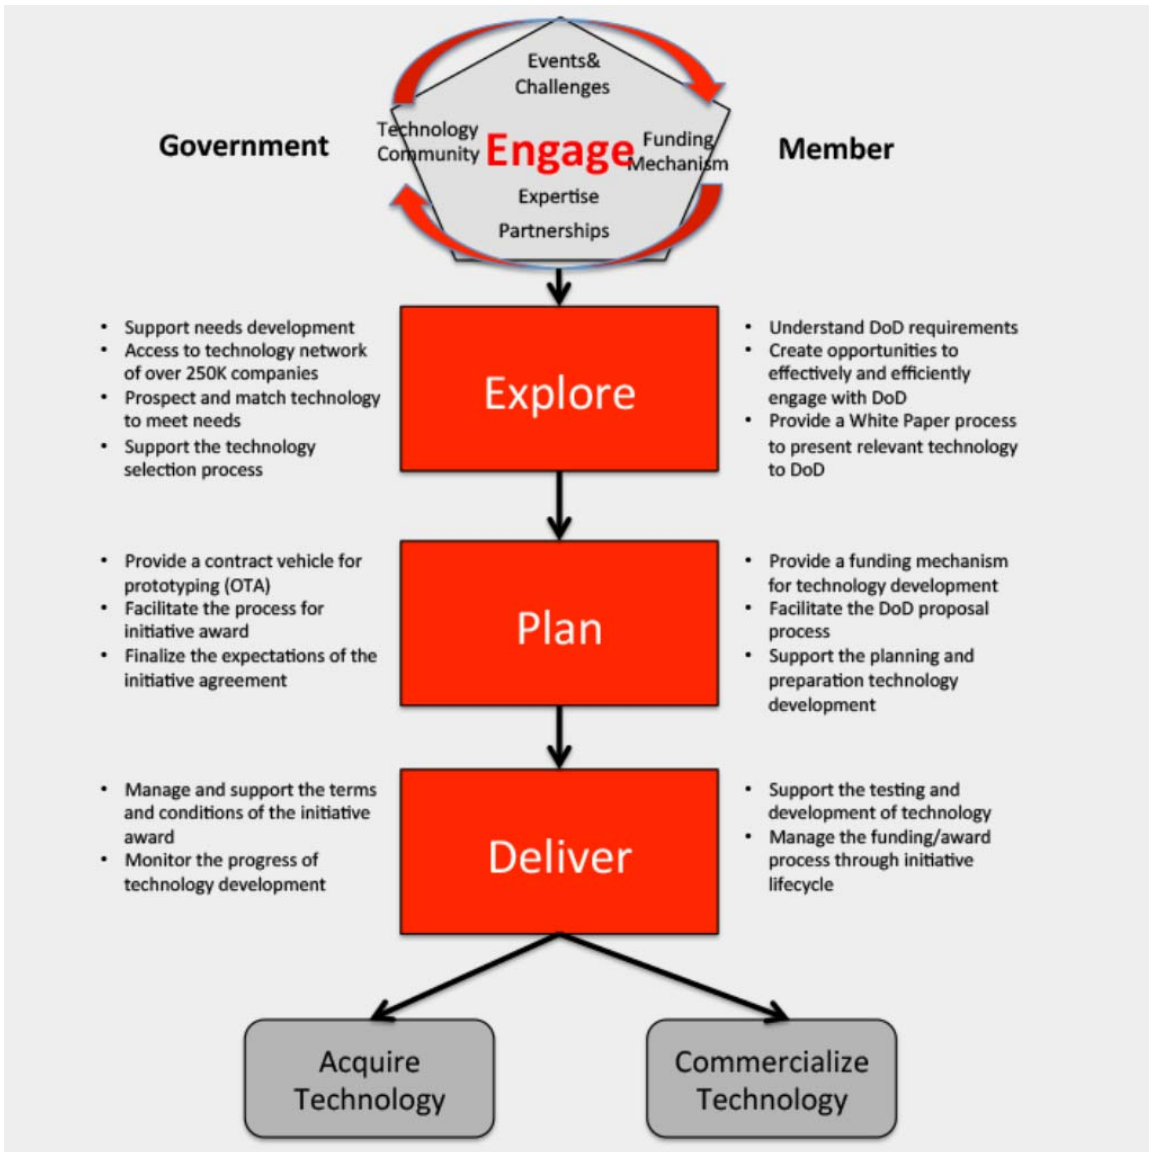 Events&
Challenges
Government
Technology
Community
Engage
Funding
Mechanism
Member
Expertise
Partnerships
• Support needs development
• Access to technology network
of over 250K companies
• Prospect and match technology
to meet needs
• Support the technology
selection process
Explore
• Understand DoD requirements
• Create opportunities to
effectively and efficiently
engage with DoD
• Provide a White Paper process
to present relevant technology
to DoD
• Provide a contract vehicle for
prototyping (OTA)
• Facilitate the process for
initiative award
• Finalize the expectations of the
initiative agreement
Plan
• Provide a funding mechanism
for technology development
• Facilitate the DoD proposal
process
• Support the planning and
preparation technology
development
• Manage and support the terms
and conditions of the initiative
award
• Monitor the progress of
technology development
Deliver
• Support the testing and
development of technology
• Manage the funding/award
process through initiative
lifecycle
Acquire
Technology
Commercialize
Technology